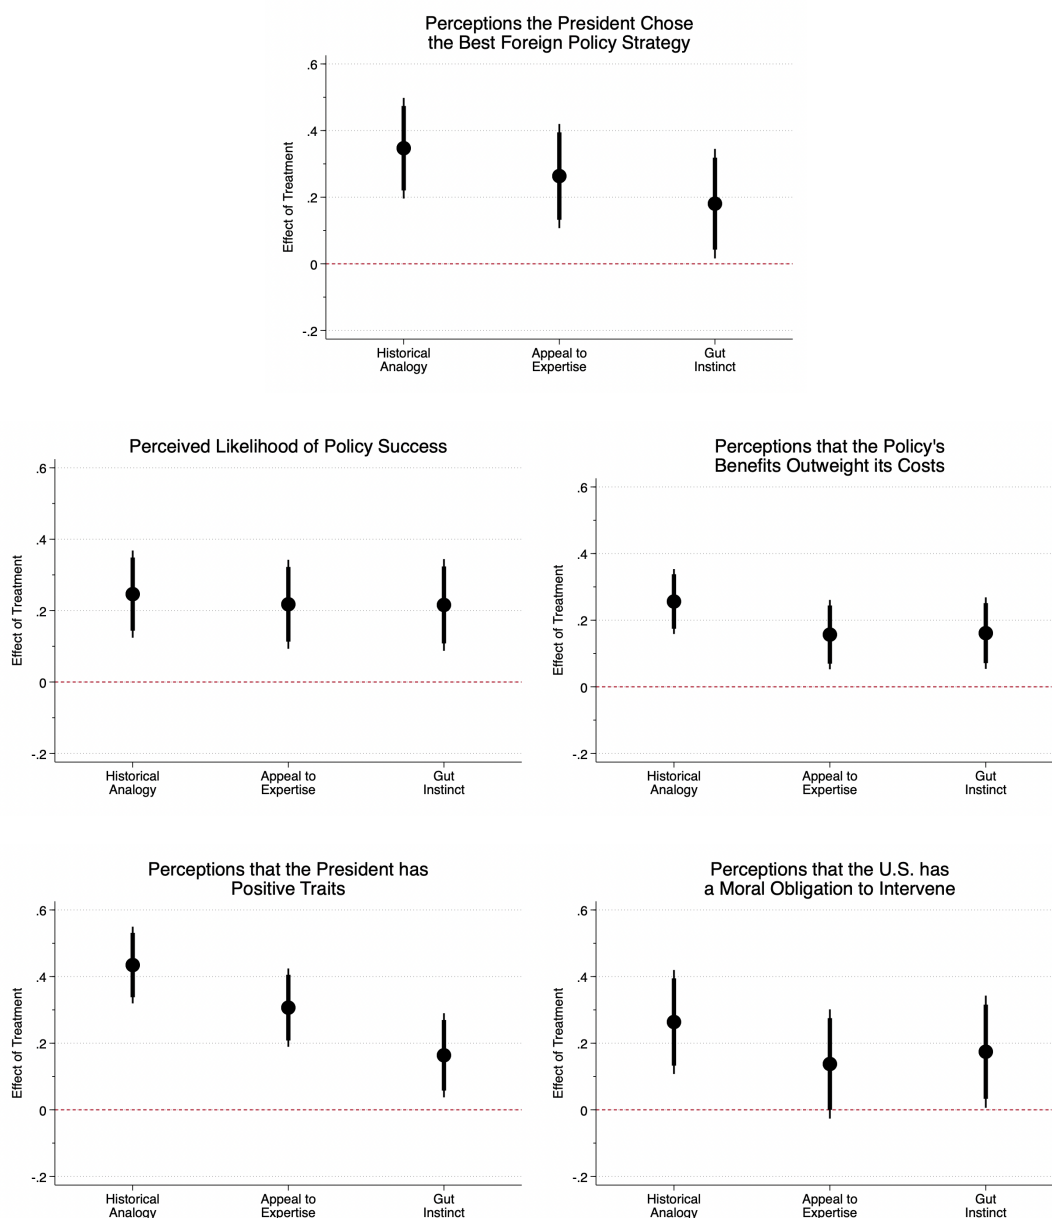 Perceptions the President Chose
the Best Foreign Policy Strategy
.6
.4
.2
0
-.2
Effect of Treatment
Historical
Analogy
Appeal to
Expertise
Gut
Instinct
Perceived Likelihood of Policy Success
.6
.4
.2
0
-.2
Effect of Treatment
Historical
Analogy
Appeal to
Expertise
Gut
Instinct
Perceptions that the Policy's
Benefits Outweight its Costs
.6
.4
.2
0
-.2
Effect of Treatment
Historical
Analogy
Appeal to
Expertise
Gut
Instinct
Perceptions that the President has
Positive Traits
.6
.4
.2
0
-.2
Effect of Treatment
Historical
Analogy
Appeal to
Expertise
Gut
Instinct
Perceptions that the U.S. has
a Moral Obligation to Intervene
.6
.4
.2
0
-.2
Effect of Treatment
Historical
Analogy
Appeal to
Expertise
Gut
Instinct